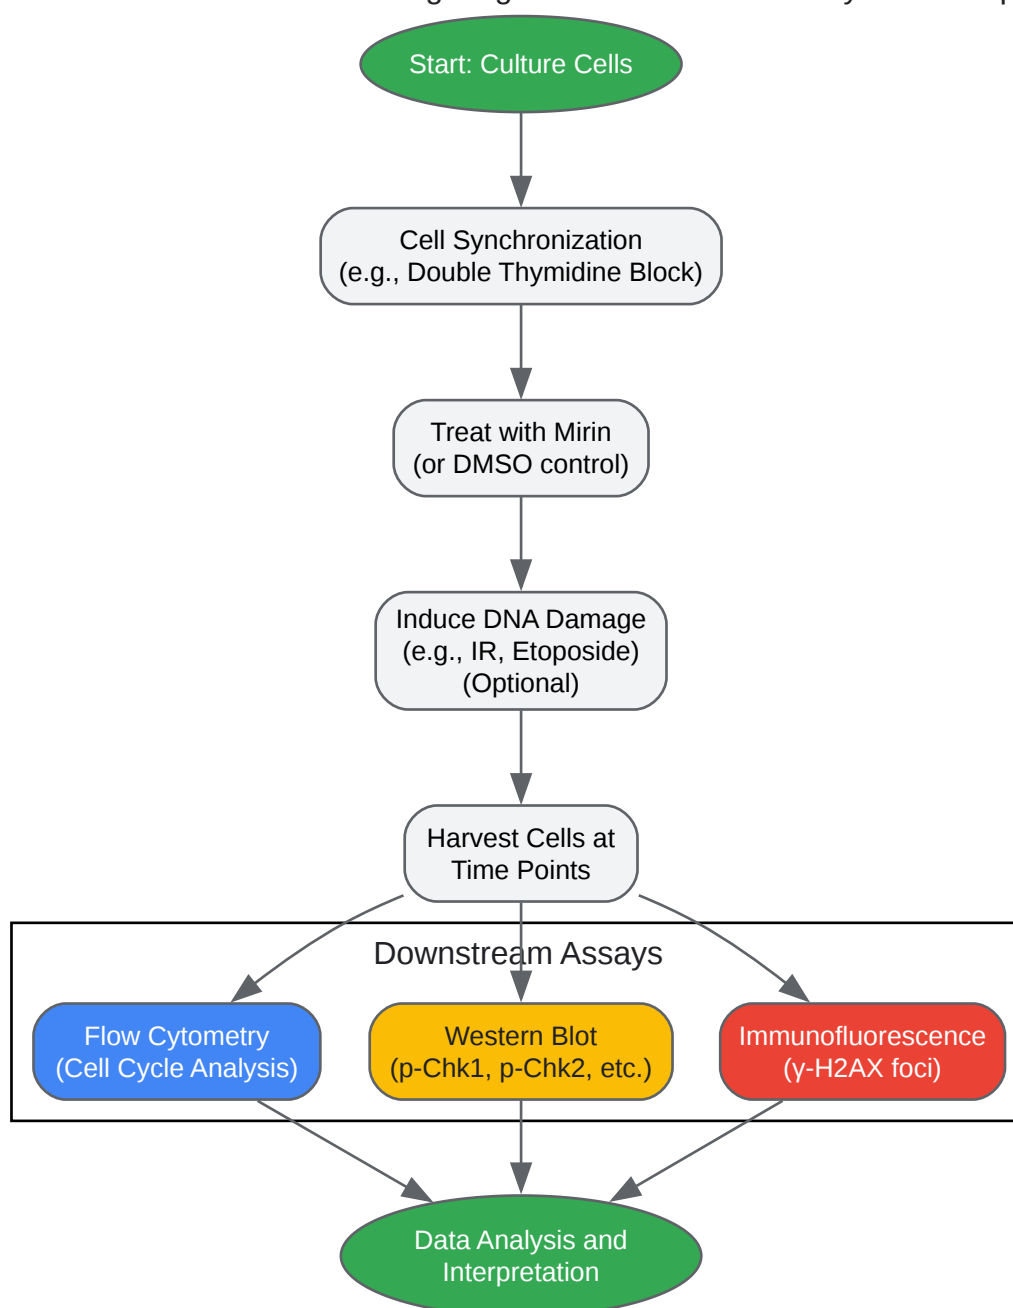 Start: Culture Cells
Cell Synchronization
(e.g., Double Thymidine Block)
Treat with Mirin
(or DMSO control)
Induce DNA Damage
(e.g., IR, Etoposide)
(Optional)
Harvest Cells at
Time Points
Downstream Assays
Flow Cytometry
(Cell Cycle Analysis)
Western Blot
(p-Chk1, p-Chk2, etc.)
Immunofluorescence
(γ-H2AX foci)
Data Analysis and
Interpretation